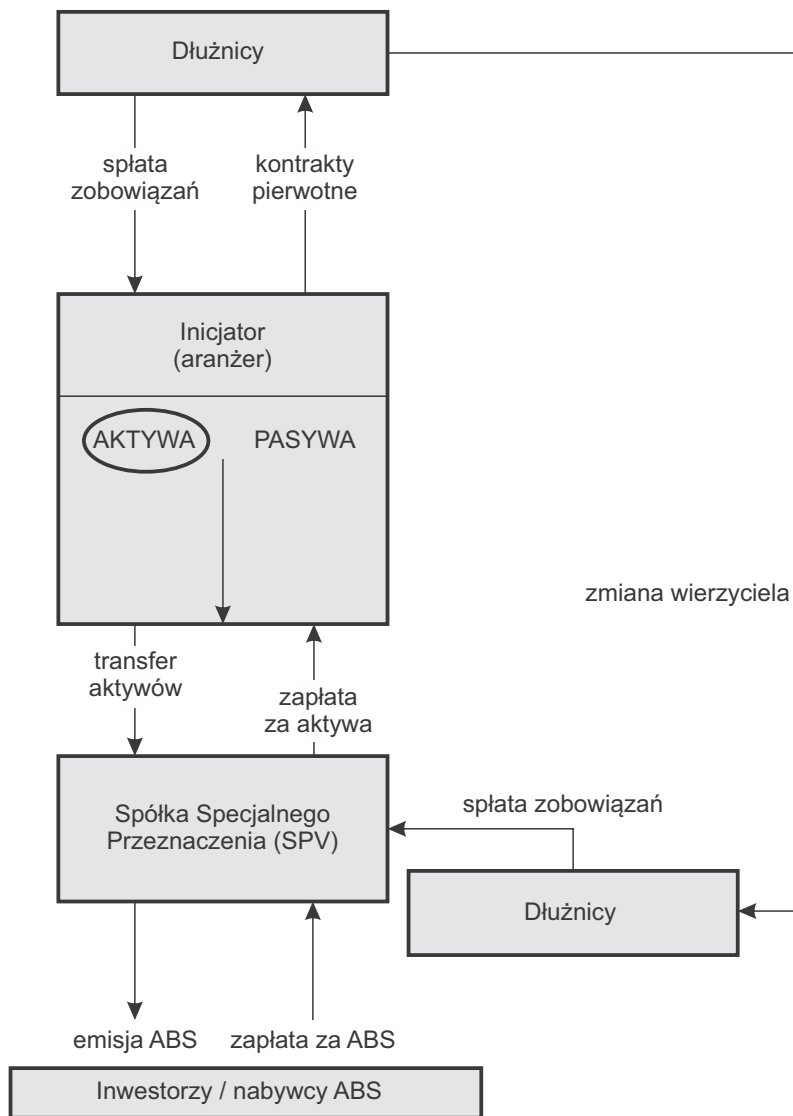 Dłużnicy
spłata
zobowiązań
kontrakty
pierwotne
Inicjator
(aranżer)
AKTYWA
PASYWA
zmiana wierzyciela
transfer
aktywów
zapłata
za aktywa
Spółka Specjalnego
Przeznaczenia (SPV)
spłata zobowiązań
Dłużnicy
emisja ABS
zapłata za ABS
Inwestorzy / nabywcy ABS